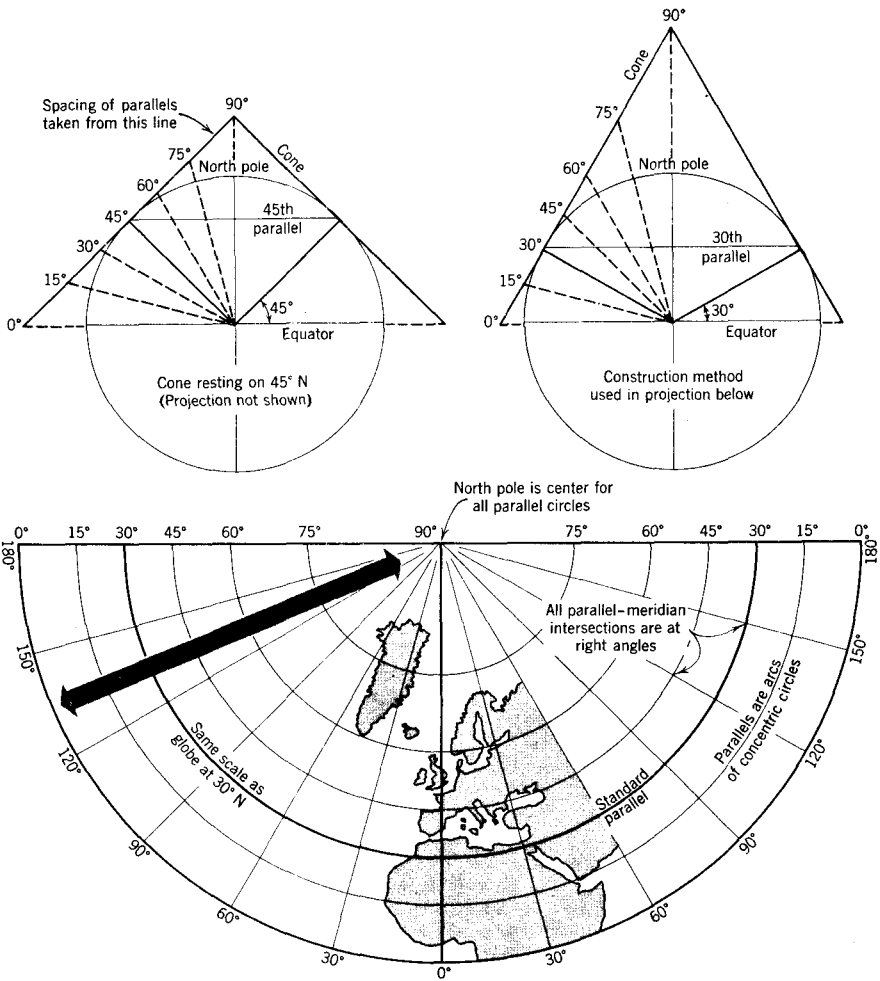 90°
Spacing of parallels
taken from this line
90°
Cone
75°
North pole
60°
45°
45th
parallel
30°
15°
45°
0°
Equator
Cone resting on 45° N
(Projection not shown)
Cone
75°
North pole
60°
45°
30°
30th
parallel
15°
30°
0°
Equator
Construction method
used in projection below
North pole is center for
all parallel circles
0° 15° 30° 45° 60° 75° 90° 75° 60° 45° 30° 15° 0°
180° 180°
All parallel-meridian
intersections are at
right angles
150° 150°
Parallels are arcs
of concentric circles
Same scale as
globe at 30° N
Standard
parallel
120° 120°
90° 90°
60° 60°
30° 30°
0°